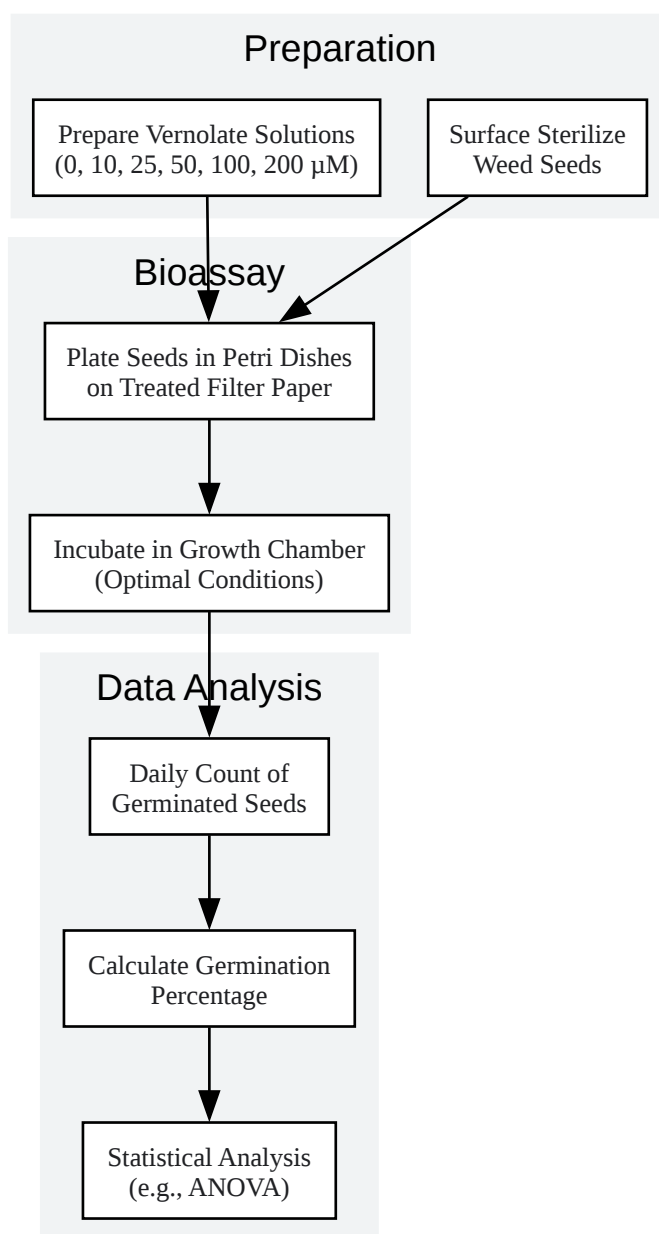 Preparation
Prepare Vernolate Solutions
(0, 10, 25, 50, 100, 200 µM)
Surface Sterilize
Weed Seeds
Bioassay
Plate Seeds in Petri Dishes
on Treated Filter Paper
Incubate in Growth Chamber
(Optimal Conditions)
Data Analysis
Daily Count of
Germinated Seeds
Calculate Germination
Percentage
Statistical Analysis
(e.g., ANOVA)